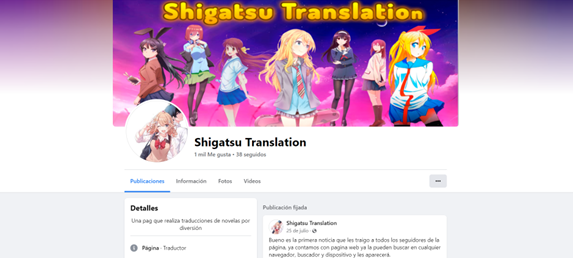 Shigatsu Translation
Shigatsu Translation
1 mil Me gusta • 38 seguidos
Publicaciones
Información
Fotos
Videos
Detalles
Una pag que realiza traducciones de novelas por
diversión
Página · Traductor
Publicación fijada
Shigatsu Translation
25 de julio ·
Bueno es la primera noticia que les traigo a todos los seguidores de la
página, ya contamos con pagina web ya la pueden buscar en cualquier
navegador, buscador y dispositivo y les aparecerá.